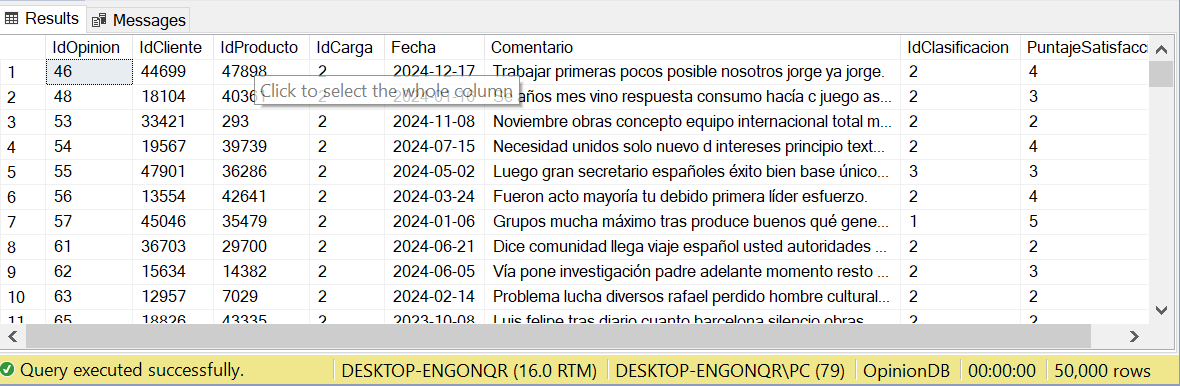 Results Messages
IdOpinion IdCliente IdProducto IdCarga Fecha Comentario IdClasificacion PuntajeSatisfacci
1 46 44699 47898 2 2024-12-17 Trabajar primeras pocos posible nosotros jorge ya jorge. 2 4
Click to select the whole column
2 48 18104 40361 2 2024-01-10 Se años mes vino respuesta consumo hacía c juego as... 2 3
3 53 33421 293 2 2024-11-08 Noviembre obras concepto equipo internacional total m... 2 2
4 54 19567 39739 2 2024-07-15 Necesidad unidos solo nuevo d intereses principio text... 2 4
5 55 47901 36286 2 2024-05-02 Luego gran secretario españoles éxito bien base único... 3 3
6 56 13554 42641 2 2024-03-24 Fueron acto mayoría tu debido primera líder esfuerzo. 2 4
7 57 45046 35479 2 2024-01-06 Grupos mucha máximo tras produce buenos qué gene... 1 5
8 61 36703 29700 2 2024-06-21 Dice comunidad llega viaje español usted autoridades ... 2 2
9 62 15634 14382 2 2024-06-05 Vía pone investigación padre adelante momento resto ... 2 3
10 63 12957 7029 2 2024-02-14 Problema lucha diversos rafael perdido hombre cultural... 2 2
11 65 18826 43335 2 2023-10-08 Luis felipe tras diario cuanto barcelona silencio obras 2 2
Query executed successfully. DESKTOP-ENGONQR (16.0 RTM) DESKTOP-ENGONQR\PC (79) OpinionDB 00:00:00 50,000 rows